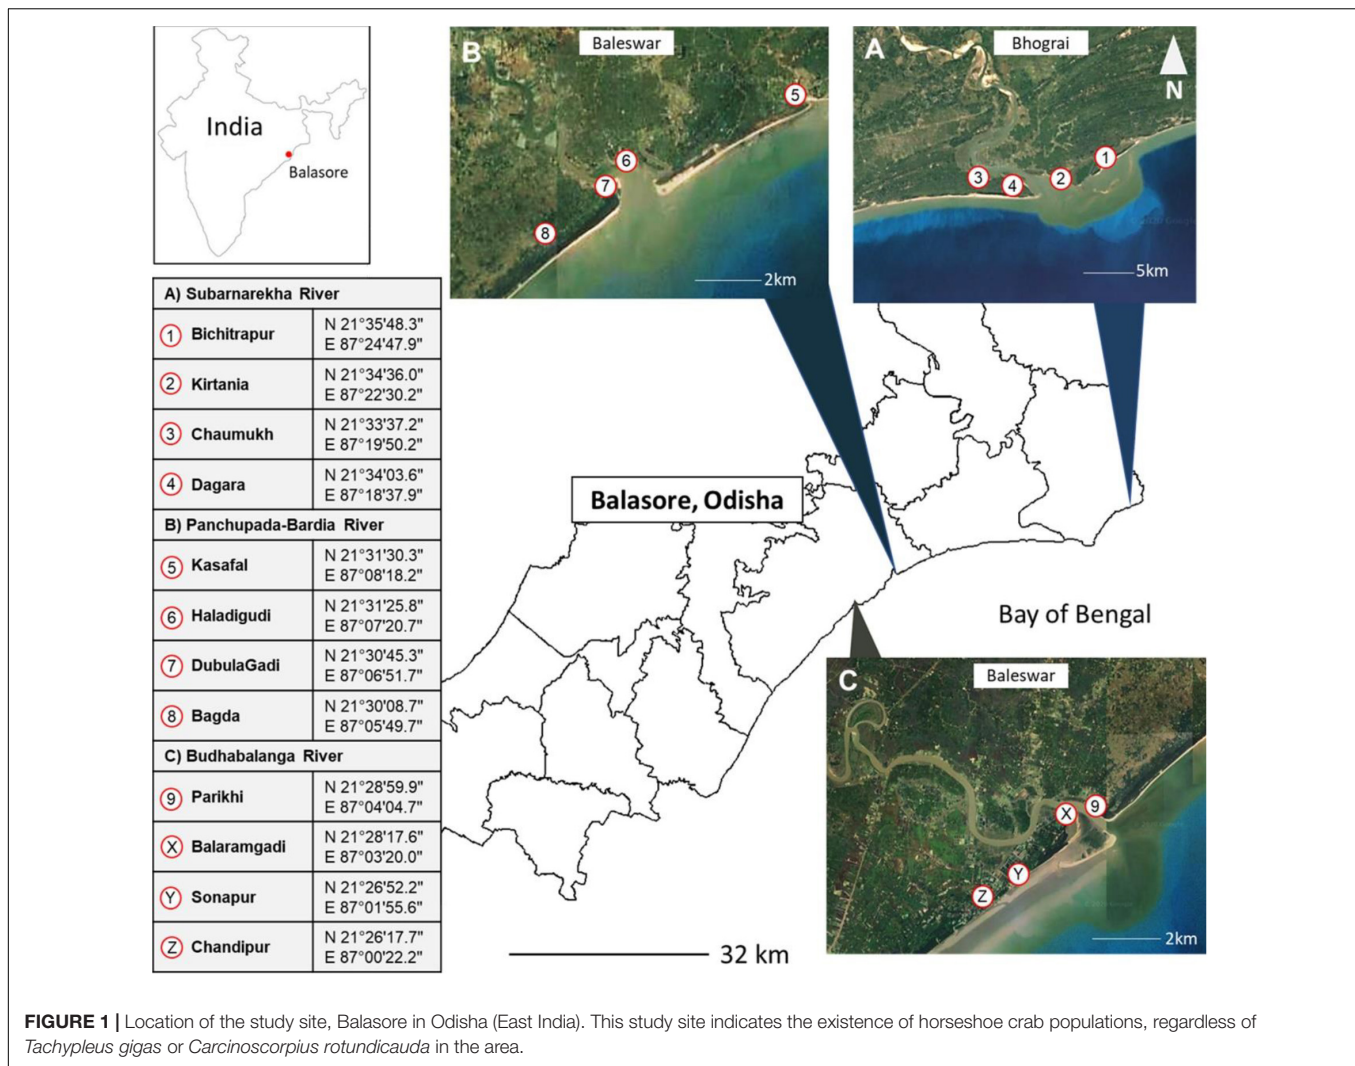 India
Balasore
B
Baleswar
5
6
7
8
2km
A
Bhograi
N
1
2
3
4
5km
A) Subarnarekha River
1 Bichitrapur N 21°35'48.3"
E 87°24'47.9"
2 Kirtania N 21°34'36.0"
E 87°22'30.2"
3 Chaumukh N 21°33'37.2"
E 87°19'50.2"
4 Dagara N 21°34'03.6"
E 87°18'37.9"
B) Panchupada-Bardia River
5 Kasafal N 21°31'30.3"
E 87°08'18.2"
6 Haladigudi N 21°31'25.8"
E 87°07'20.7"
7 DubulaGadi N 21°30'45.3"
E 87°06'51.7"
8 Bagda N 21°30'08.7"
E 87°05'49.7"
C) Budhabalanga River
9 Parikhi N 21°28'59.9"
E 87°04'04.7"
X Balaramgadi N 21°28'17.6"
E 87°03'20.0"
Y Sonapur N 21°26'52.2"
E 87°01'55.6"
Z Chandipur N 21°26'17.7"
E 87°00'22.2"
Balasore, Odisha
Bay of Bengal
C
Baleswar
9
X
Y
Z
2km
32 km
FIGURE 1 | Location of the study site, Balasore in Odisha (East India). This study site indicates the existence of horseshoe crab populations, regardless of
Tachypleus gigas or Carcinoscorpius rotundicauda in the area.